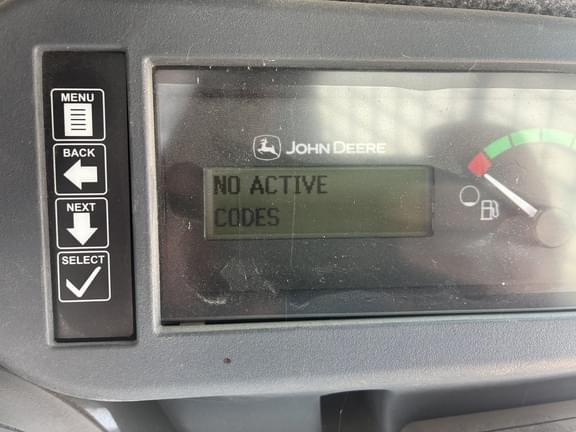 MENU
BACK
NEXT
SELECT
JOHN DEERE
NO ACTIVE
CODES